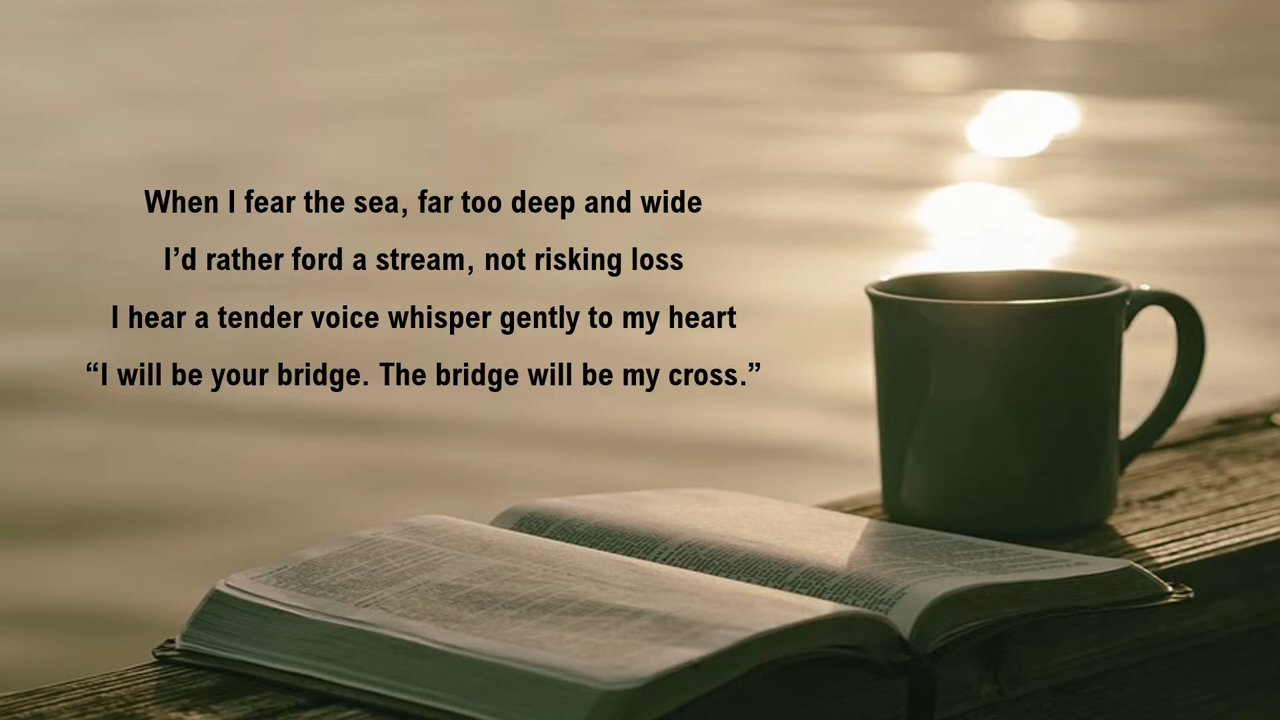 When I fear the sea, far too deep and wide
I’d rather ford a stream, not risking loss
I hear a tender voice whisper gently to my heart
“I will be your bridge. The bridge will be my cross.”